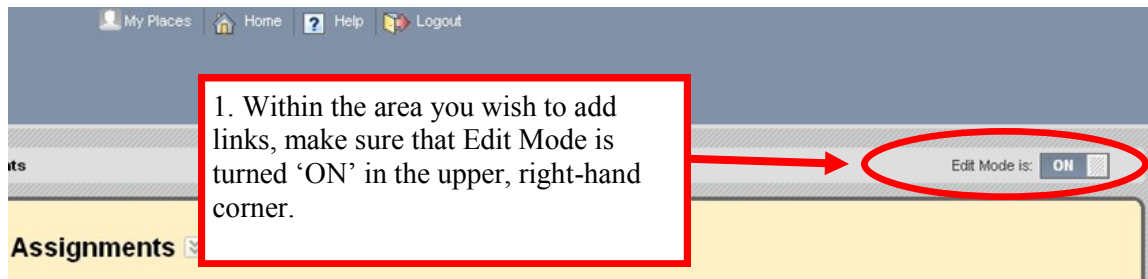 My Places Home Help Logout
1. Within the area you wish to add
links, make sure that Edit Mode is
turned ‘ON’ in the upper, right-hand
corner.
ts
Edit Mode is: ON
Assignments